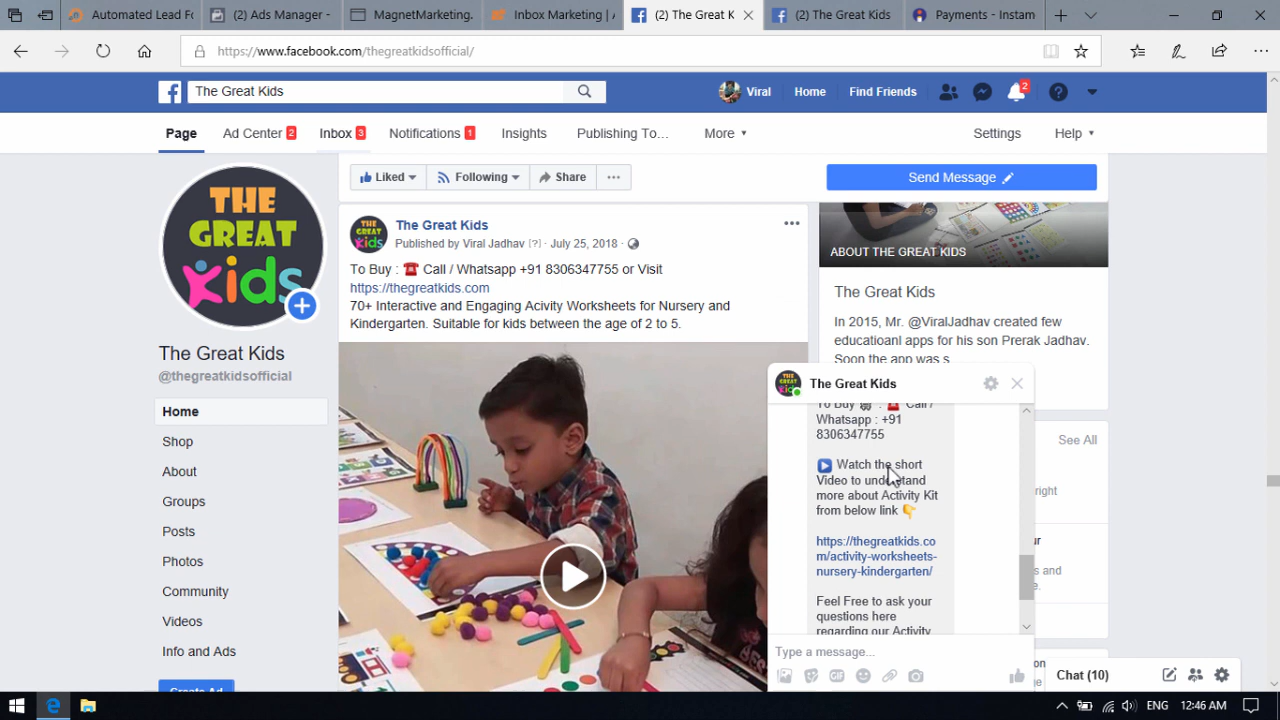 Automated Lead Fo
(2) Ads Manager -
MagnetMarketing.
Inbox Marketing | A
(2) The Great K
(2) The Great Kids
Payments - Instam
https://www.facebook.com/thegreatkidsofficial/
The Great Kids
Viral
Home
Find Friends
2
Page
Ad Center 2
Inbox 3
Notifications 1
Insights
Publishing To...
More
Settings
Help
THE
GREAT
kids
The Great Kids
@thegreatkidsofficial
Home
Shop
About
Groups
Posts
Photos
Community
Videos
Info and Ads
Create Ad
Liked
Following
Share
Send Message
The Great Kids
Published by Viral Jadhav [?] · July 25, 2018 ·
To Buy : ☎️ Call / Whatsapp +91 8306347755 or Visit
https://thegreatkids.com
70+ Interactive and Engaging Acivity Worksheets for Nursery and
Kindergarten. Suitable for kids between the age of 2 to 5.
ABOUT THE GREAT KIDS
The Great Kids
In 2015, Mr. @ViralJadhav created few
educatioanl apps for his son Prerak Jadhav.
Soon the app was s
See All
The Great Kids
To Buy : ☎️ Call /
Whatsapp : +91
8306347755
▶️ Watch the short
Video to understand
more about Activity Kit
from below link 👇
https://thegreatkids.co
m/activity-worksheets-
nursery-kindergarten/
Feel Free to ask your
questions here
regarding our Activity
Type a message...
GIF
Chat (10)
ENG
12:46 AM